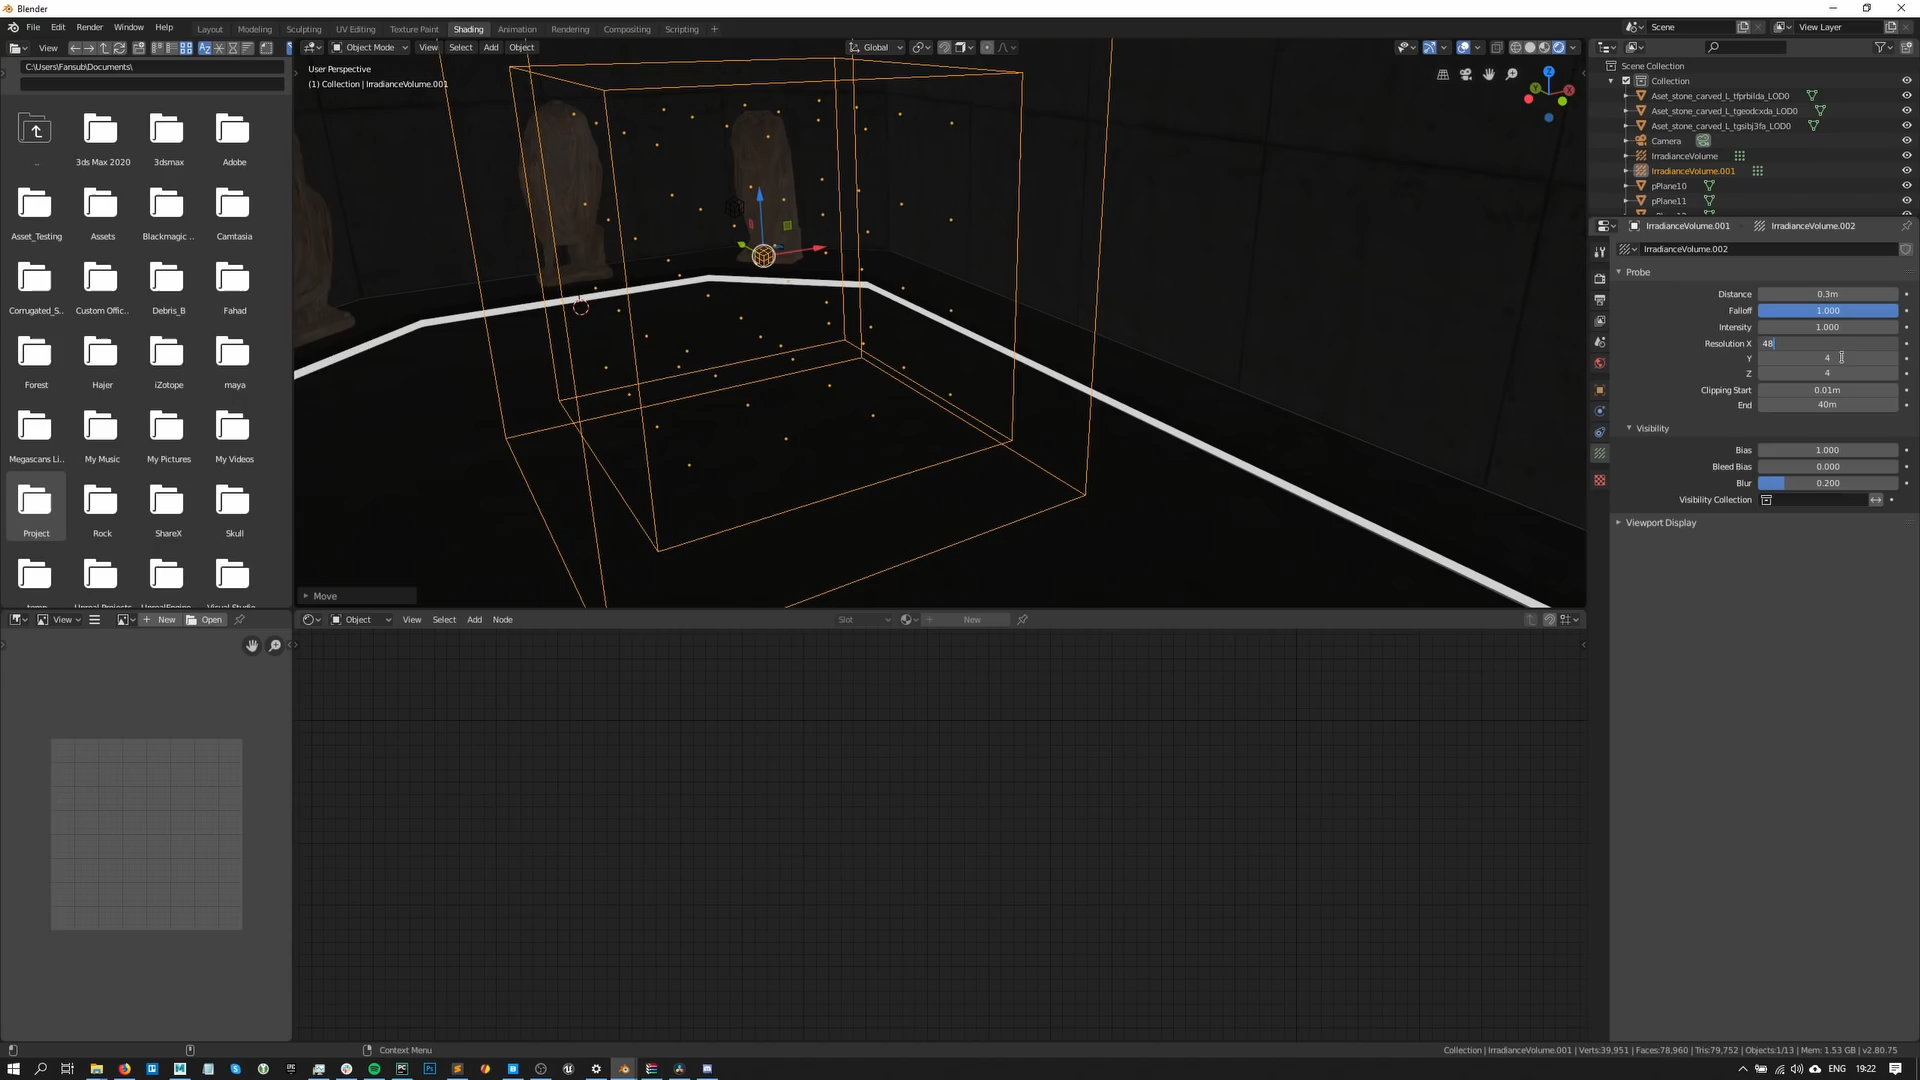 Blender
File Edit Render Window Help
Layout Modeling Sculpting UV Editing Texture Paint Shading Animation Rendering Compositing Scripting +
Scene
View Layer
View
Object Mode View Select Add Object
Global
C:\Users\Fansub\Documents\
User Perspective
(1) Collection | IrradianceVolume.001
..
3ds Max 2020
3dsmax
Adobe
Asset_Testing
Assets
Blackmagic ..
Camtasia
Corrugated_S..
Custom Offic..
Debris_B
Fahad
Forest
Hajer
iZotope
maya
Megascans Li..
My Music
My Pictures
My Videos
Project
Rock
ShareX
Skull
temp
Unreal Projects
UnrealEngine
Visual Studio
Move
Scene Collection
Collection
Aset_stone_carved_L_tfprbilda_LOD0
Aset_stone_carved_L_tgeodcxda_LOD0
Aset_stone_carved_L_tgsibj3fa_LOD0
Camera
IrradianceVolume
IrradianceVolume.001
pPlane10
pPlane11
IrradianceVolume.001 IrradianceVolume.002
IrradianceVolume.002
Probe
Distance 0.3m
Falloff 1.000
Intensity 1.000
Resolution X 48
Y 4
Z 4
Clipping Start 0.01m
End 40m
Visibility
Bias 1.000
Bleed Bias 0.000
Blur 0.200
Visibility Collection
Viewport Display
View New Open
Object View Select Add Node
Slot
New
Context Menu
Collection | IrradianceVolume.001 | Verts:39,951 | Faces:78,960 | Tris:79,752 | Objects:1/13 | Mem: 1.53 GB | v2.80.75
ENG 19:22